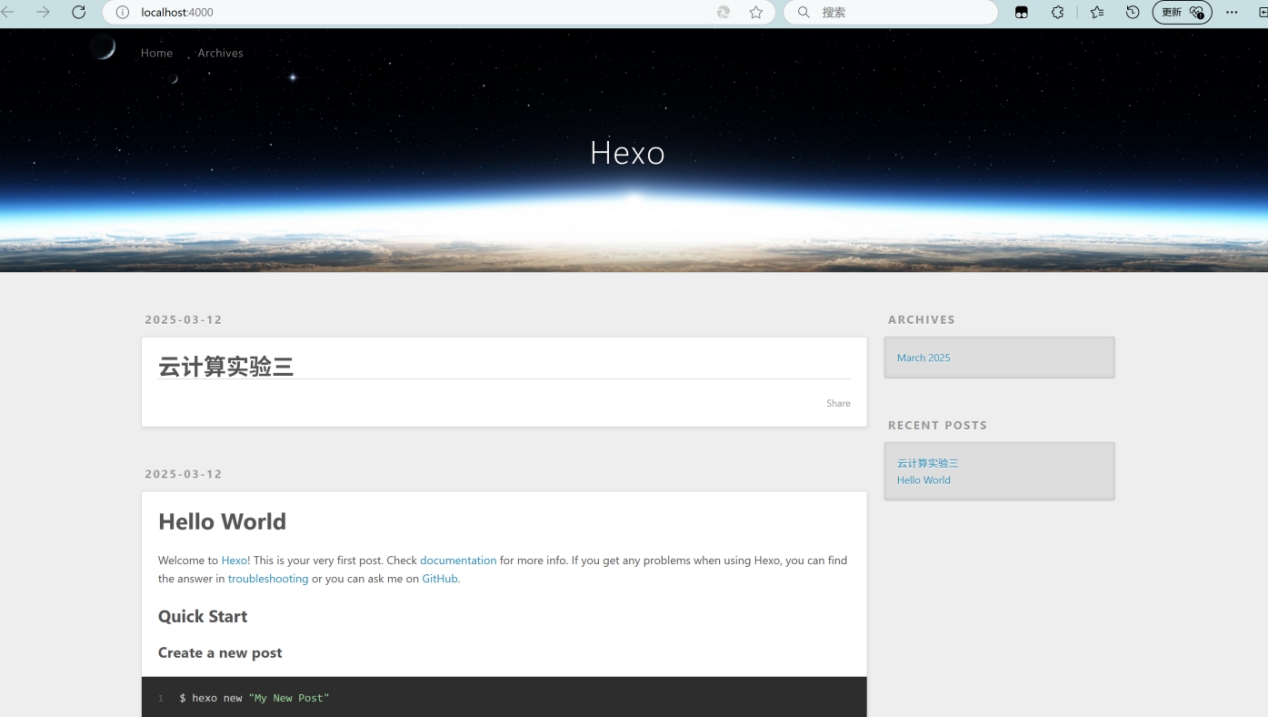 localhost:4000
搜索
更新
Home Archives
Hexo
2025-03-12
云计算实验三
Share
2025-03-12
Hello World
Welcome to Hexo! This is your very first post. Check documentation for more info. If you get any problems when using Hexo, you can find
the answer in troubleshooting or you can ask me on GitHub.
Quick Start
Create a new post
1 $ hexo new "My New Post"
ARCHIVES
March 2025
RECENT POSTS
云计算实验三
Hello World